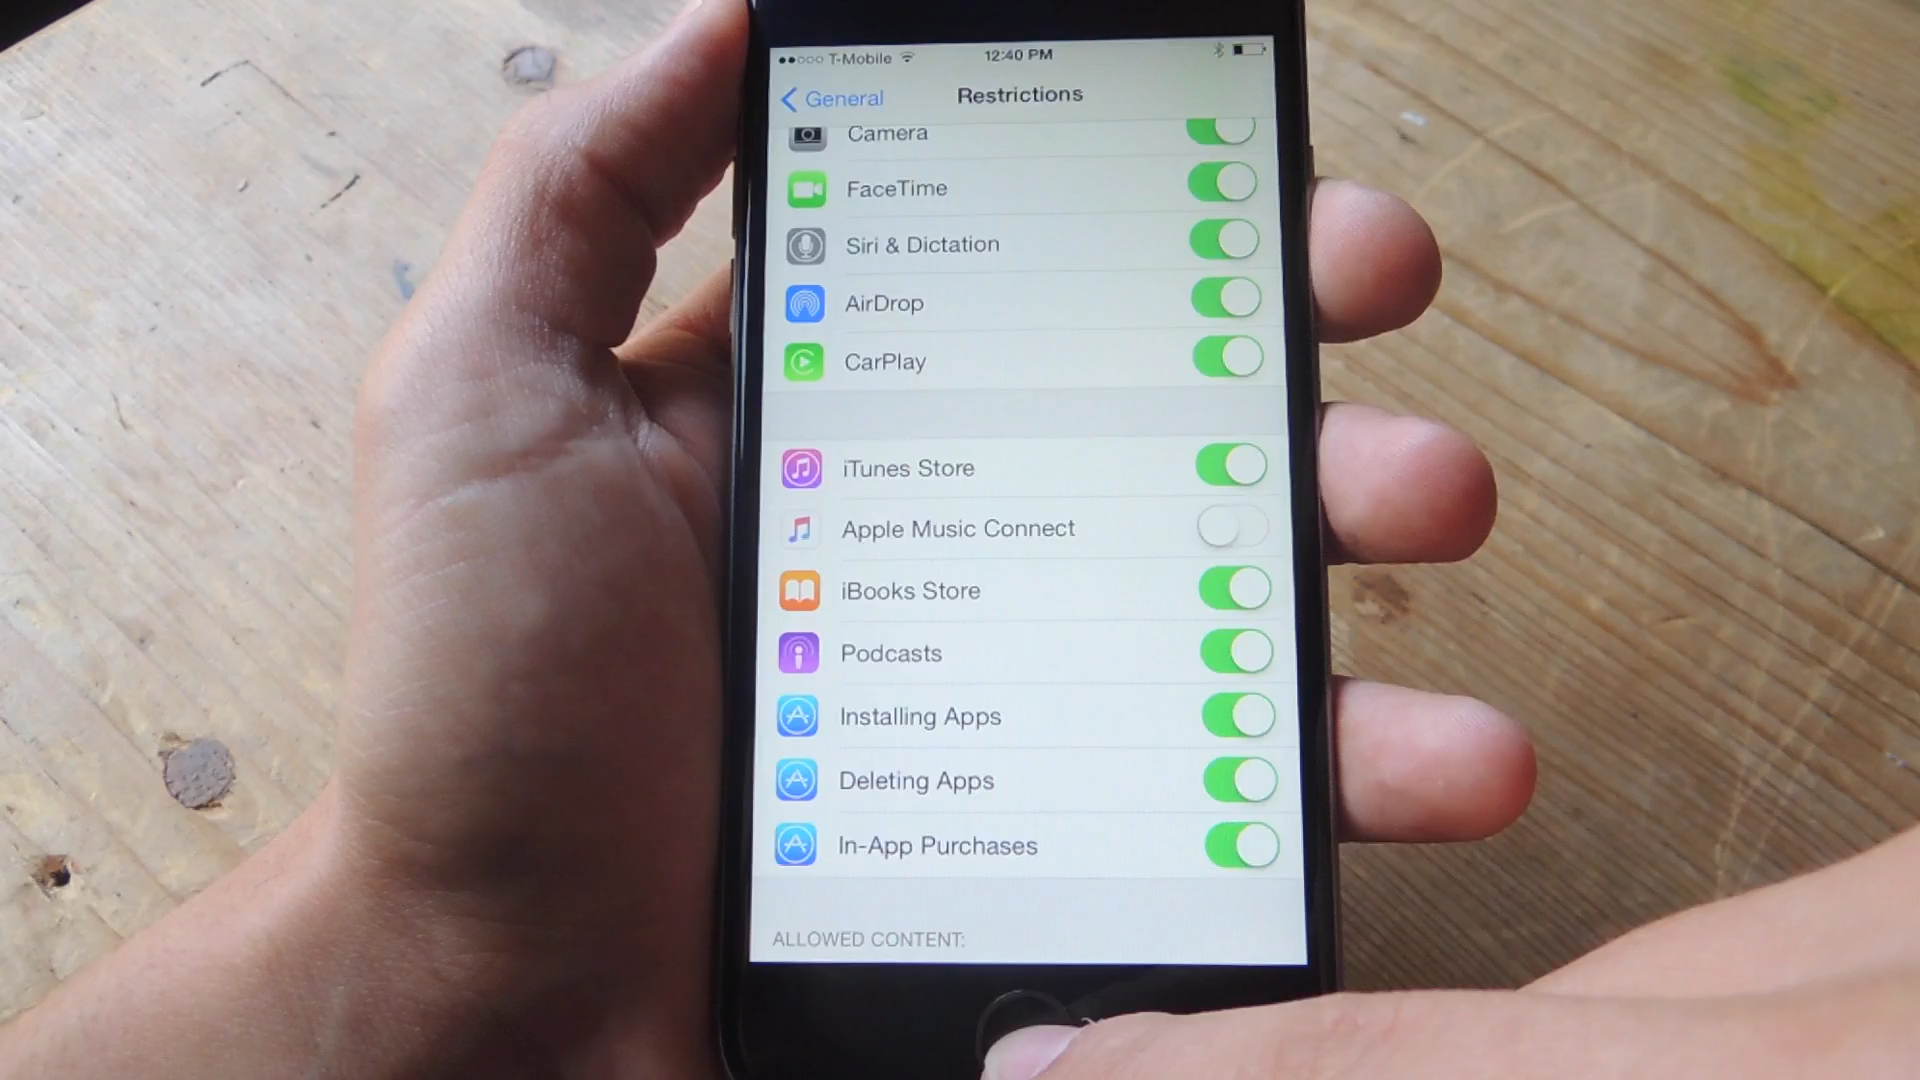 T-Mobile 12:40 PM
General Restrictions
Camera
FaceTime
Siri & Dictation
AirDrop
CarPlay
iTunes Store
Apple Music Connect
iBooks Store
Podcasts
Installing Apps
Deleting Apps
In-App Purchases
ALLOWED CONTENT: